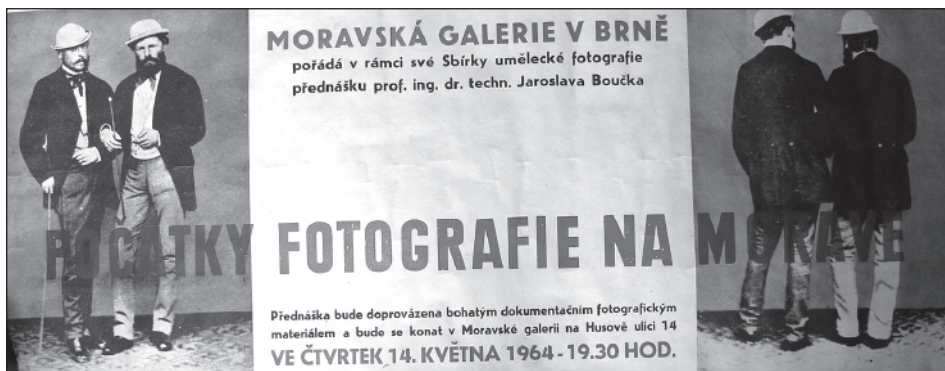 MORAVSKÁ GALERIE V BRNĚ
pořádá v rámci své Sbírky umělecké fotografie
přednášku prof. ing. dr. techn. Jaroslava Boučka
POČÁTKY FOTOGRAFIE NA MORAVĚ
Přednáška bude doprovázena bohatým dokumentačním fotografickým
materiálem a bude se konat v Moravské galerii na Husově ulici 14
VE ČTVRTEK 14. KVĚTNA 1964 - 19.30 HOD.